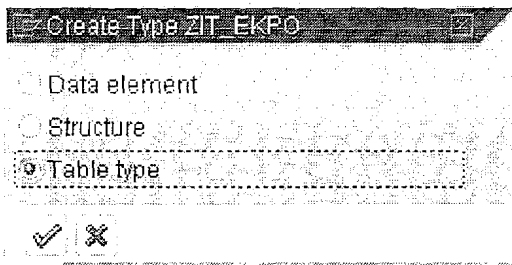 Create Type ZIT_EKPO
Data element
Structure
Table type